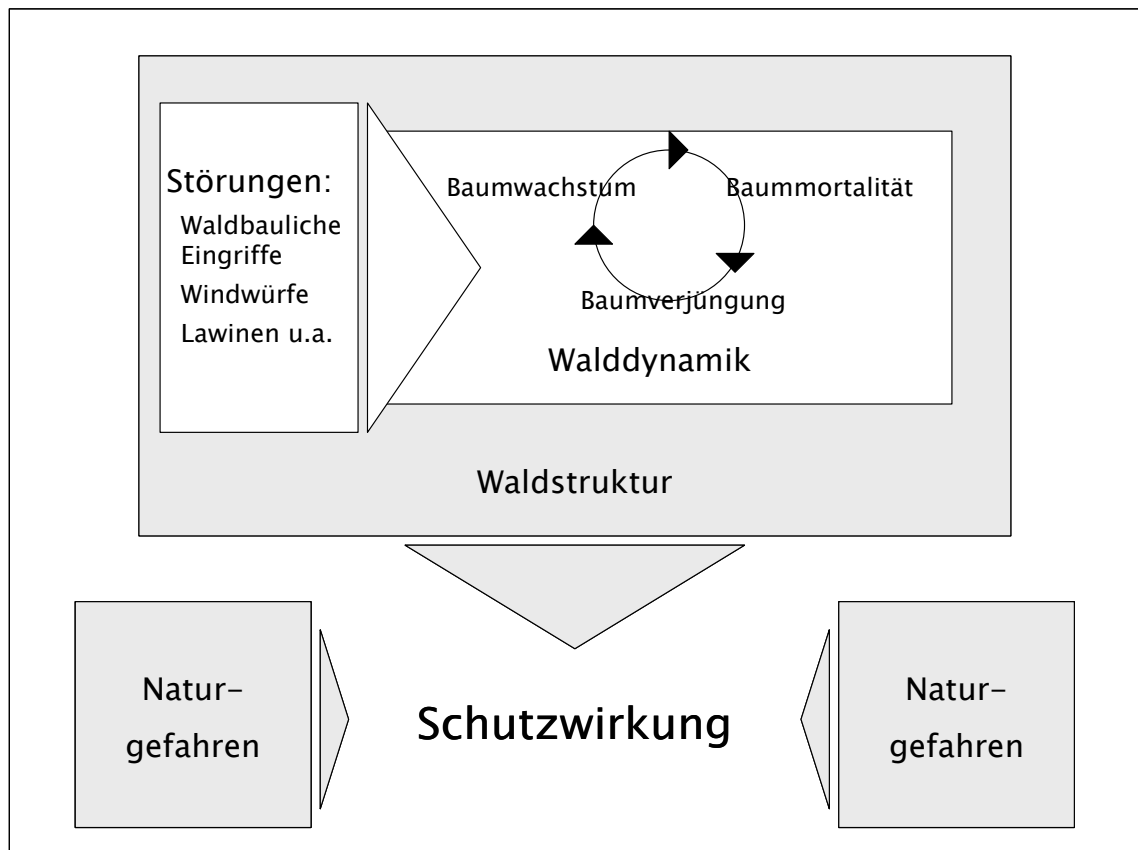 Störungen:
Waldbauliche
Eingriffe
Windwürfe
Lawinen u.a.
Baumwachstum
Baummortalität
Baumverjüngung
Walddynamik
Waldstruktur
Natur-
gefahren
Schutzwirkung
Natur-
gefahren